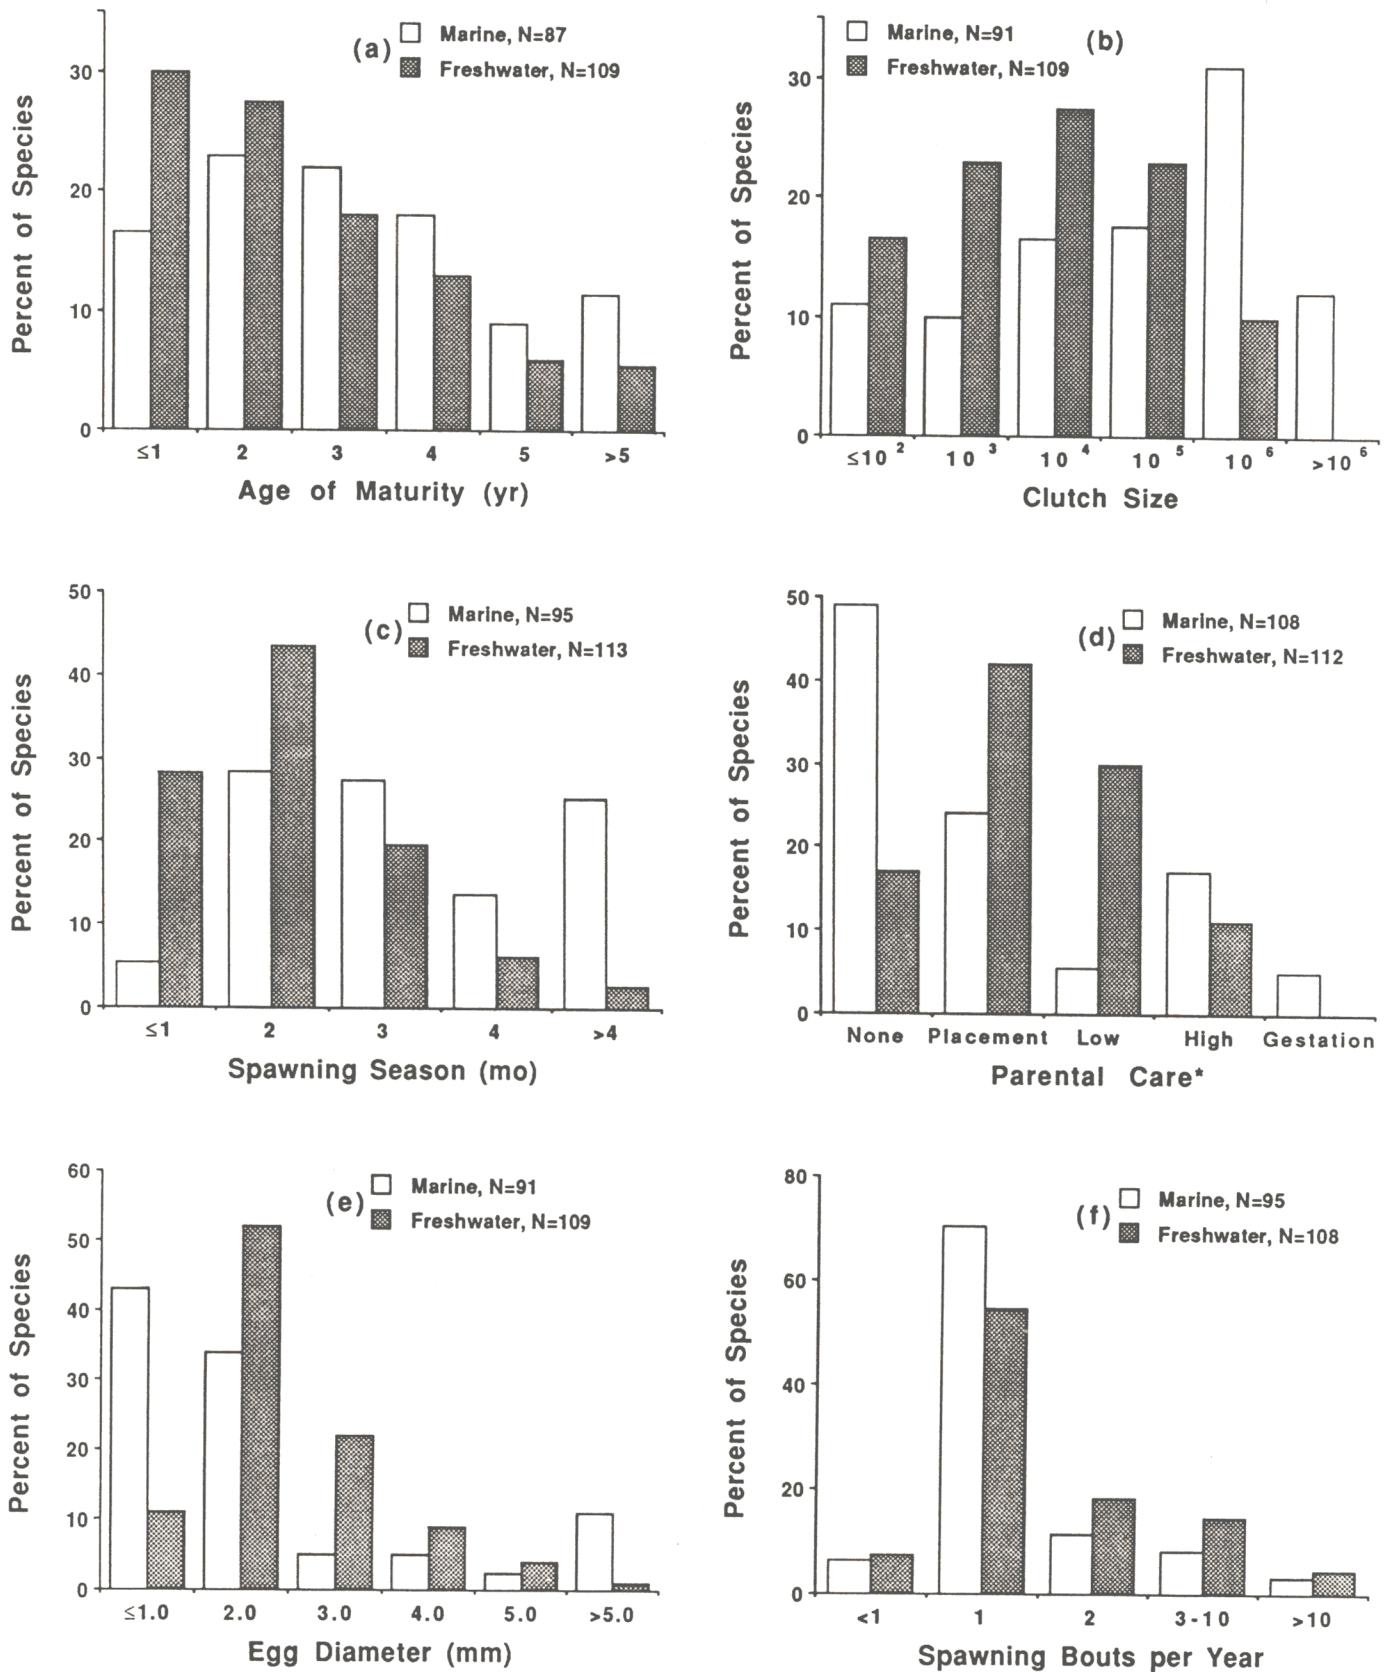 (a)
Marine, N=87
Freshwater, N=109
Percent of Species
30
20
10
0
≤1 2 3 4 5 >5
Age of Maturity (yr)
Marine, N=91
(b)
Freshwater, N=109
Percent of Species
30
20
10
0
≤10 2 10 3 10 4 10 5 10 6 >10 6
Clutch Size
(c)
Marine, N=95
Freshwater, N=113
Percent of Species
50
40
30
20
10
0
≤1 2 3 4 >4
Spawning Season (mo)
(d)
Marine, N=108
Freshwater, N=112
Percent of Species
50
40
30
20
10
0
None Placement Low High Gestation
Parental Care*
(e)
Marine, N=91
Freshwater, N=109
Percent of Species
60
50
40
30
20
10
0
≤1.0 2.0 3.0 4.0 5.0 >5.0
Egg Diameter (mm)
(f)
Marine, N=95
Freshwater, N=108
Percent of Species
80
60
40
20
0
<1 1 2 3-10 >10
Spawning Bouts per Year